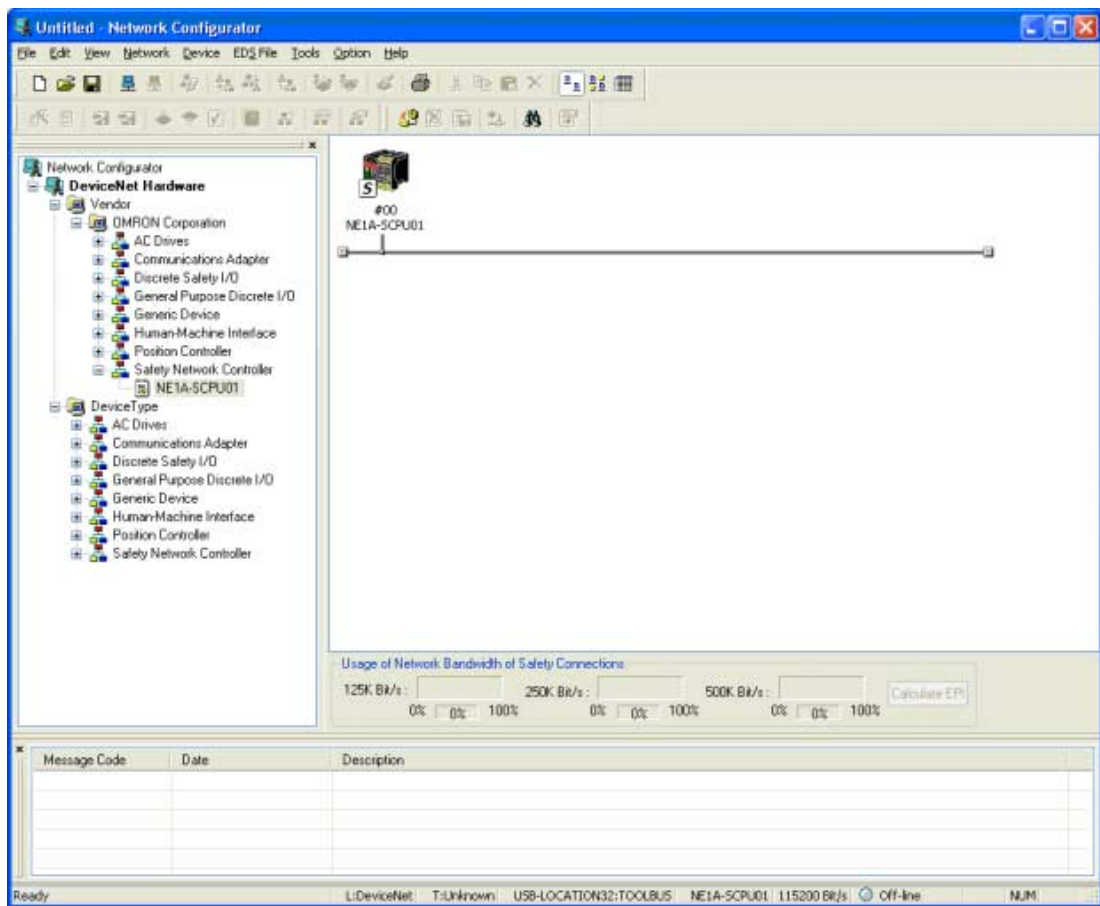 Untitled - Network Configurator
File Edit View Network Device EDS File Tools Option Help
Network Configurator
DeviceNet Hardware
Vendor
OMRON Corporation
AC Drives
Communications Adapter
Discrete Safety I/O
General Purpose Discrete I/O
Generic Device
Human-Machine Interface
Position Controller
Safety Network Controller
NE1A-SCPU01
DeviceType
AC Drives
Communications Adapter
Discrete Safety I/O
General Purpose Discrete I/O
Generic Device
Human-Machine Interface
Position Controller
Safety Network Controller
S
#00
NE1A-SCPU01
Usage of Network Bandwidth of Safety Connections
125K Bit/s : 250K Bit/s : 500K Bit/s : Calculate EPI
0% 0% 100% 0% 0% 100% 0% 0% 100%
Message Code Date Description
Ready L:DeviceNet T:Unknown USB-LOCATION32:TOOLBUS NE1A-SCPU01 115200 Bit/s Off-line NUM